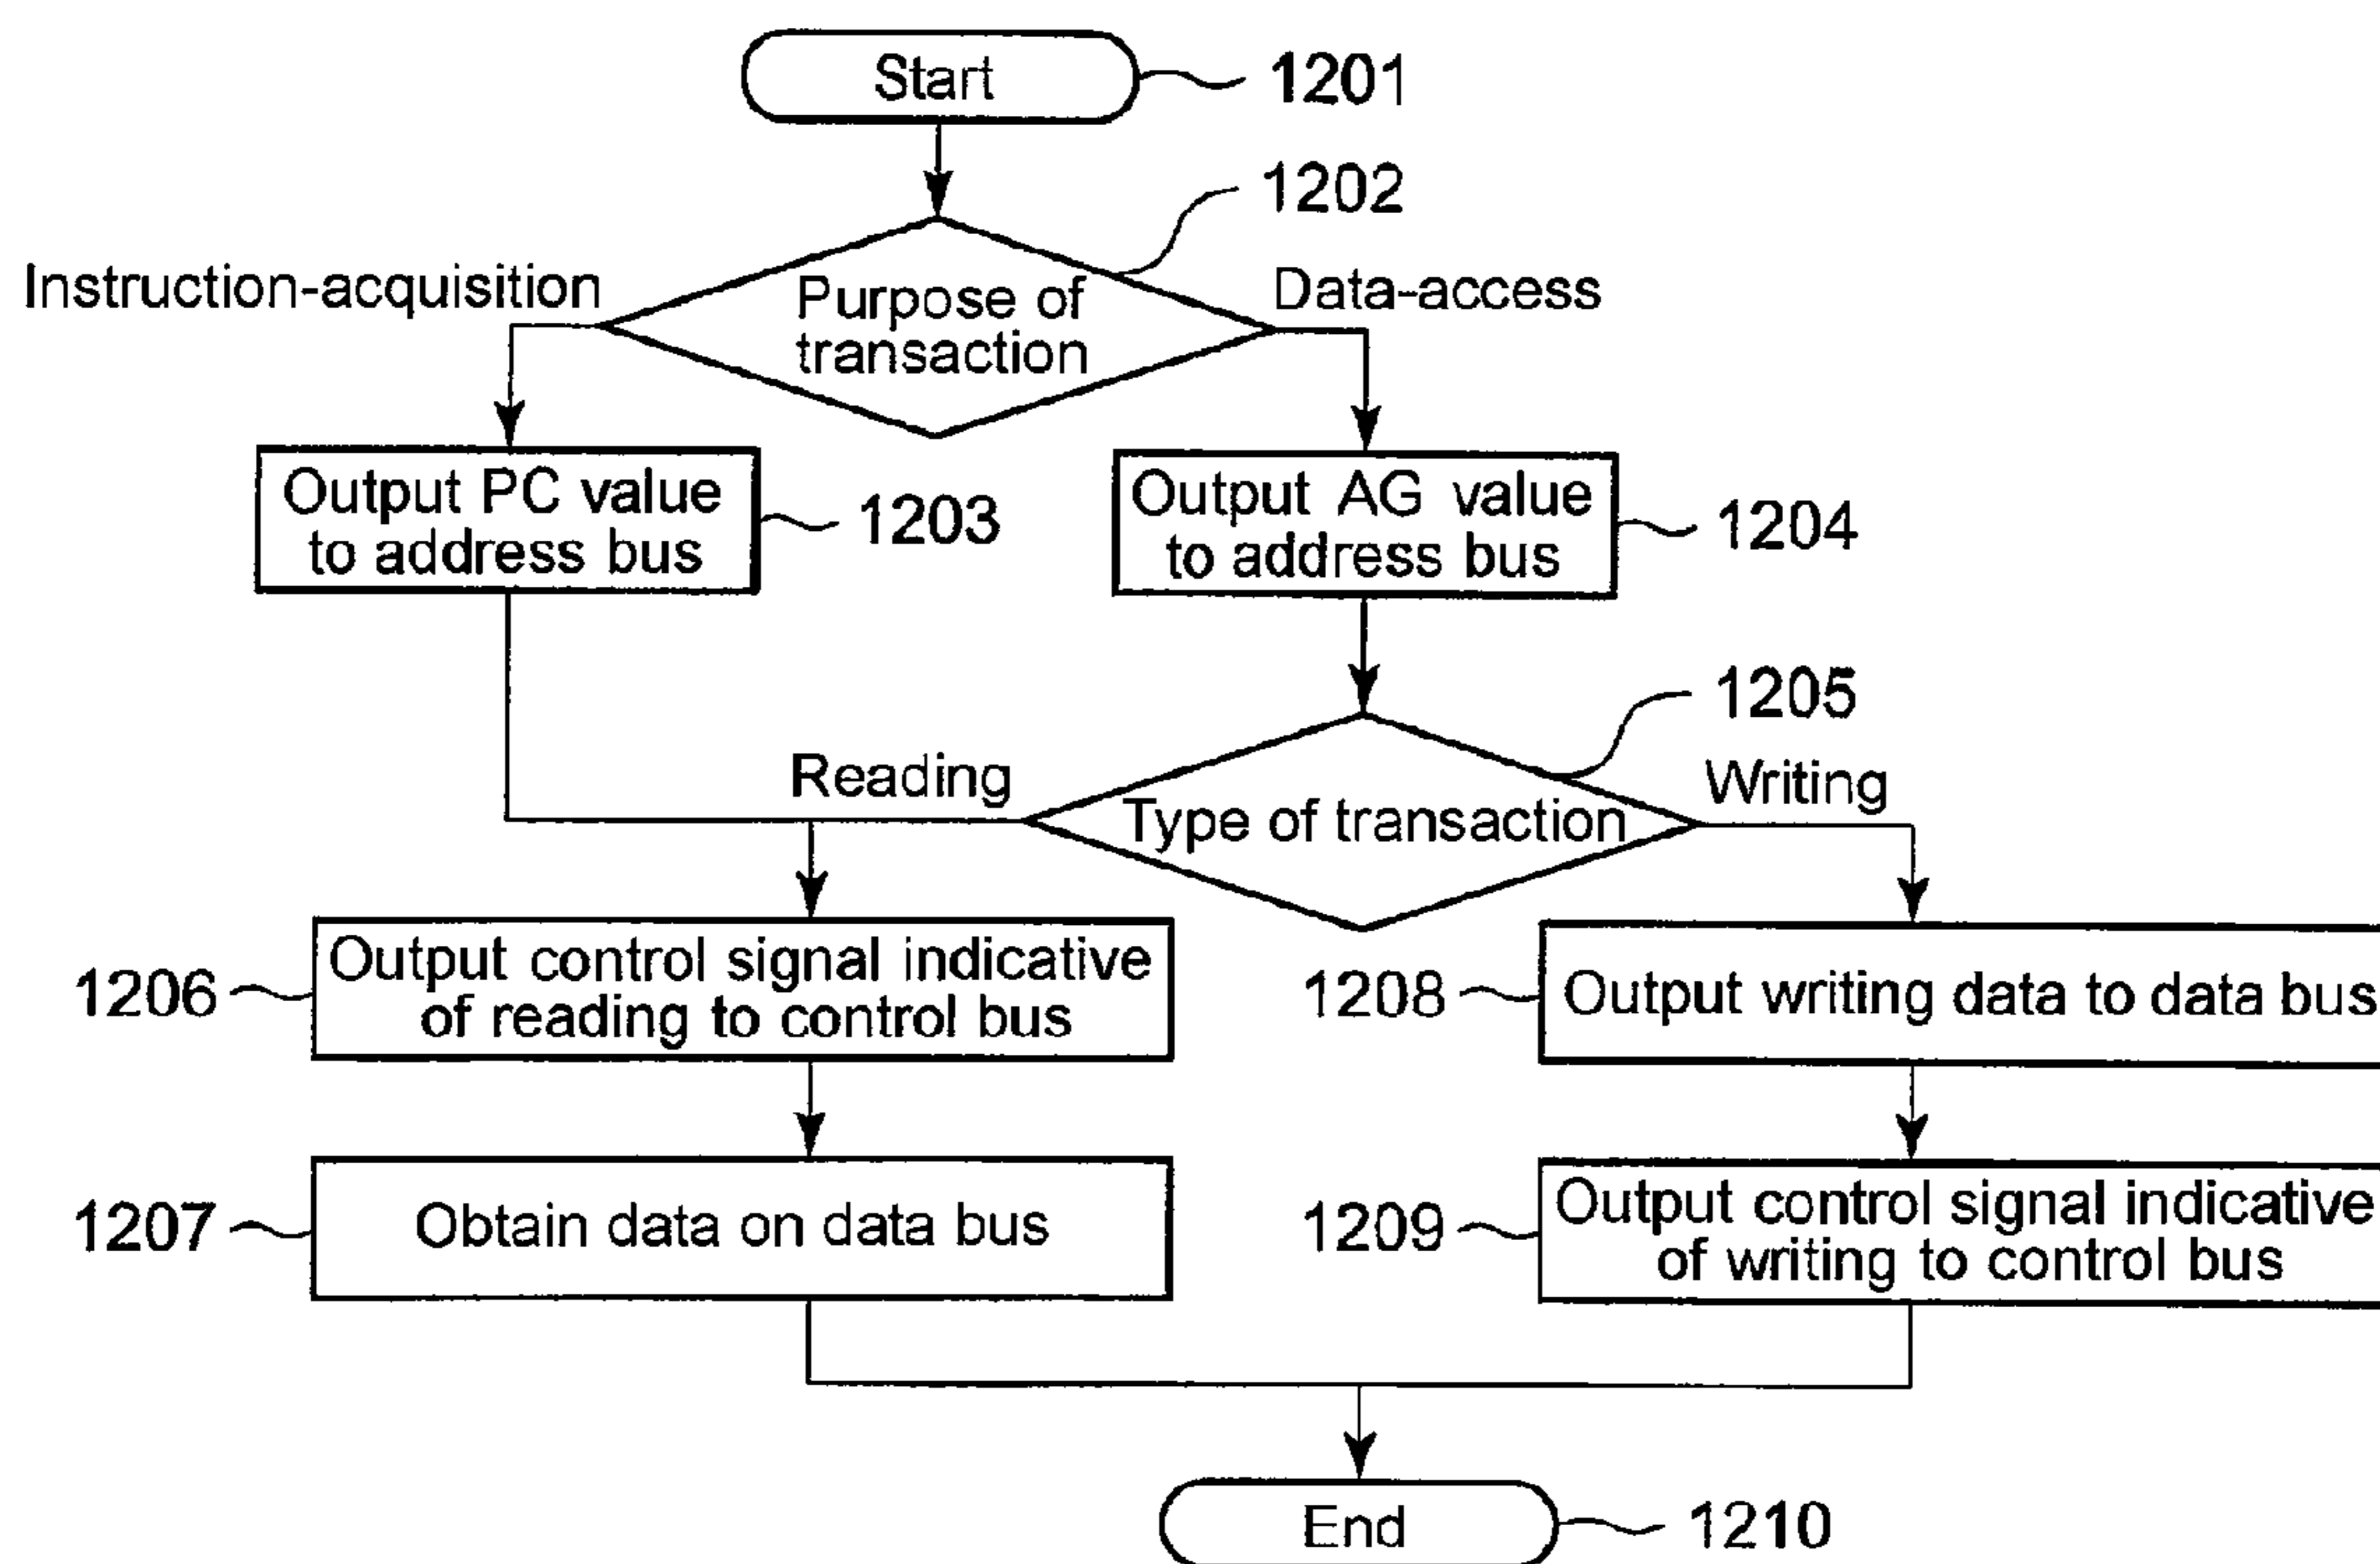 Start
1201
1202
Instruction-acquisition
Purpose of
transaction
Data-access
Output PC value
to address bus
1203
Output AG value
to address bus
1204
1205
Reading
Type of transaction
Writing
1206
Output control signal indicative
of reading to control bus
1208
Output writing data to data bus
1207
Obtain data on data bus
1209
Output control signal indicative
of writing to control bus
End
1210